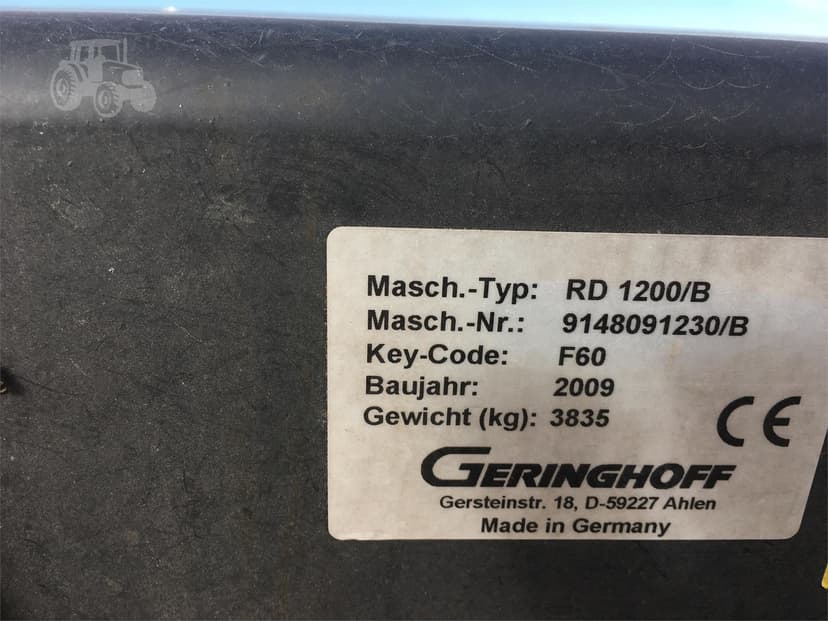 Masch.-Typ: RD 1200/B
Masch.-Nr.: 9148091230/B
Key-Code: F60
Baujahr: 2009
Gewicht (kg): 3835
CE
GERINGHOFF
Gersteinstr. 18, D-59227 Ahlen
Made in Germany